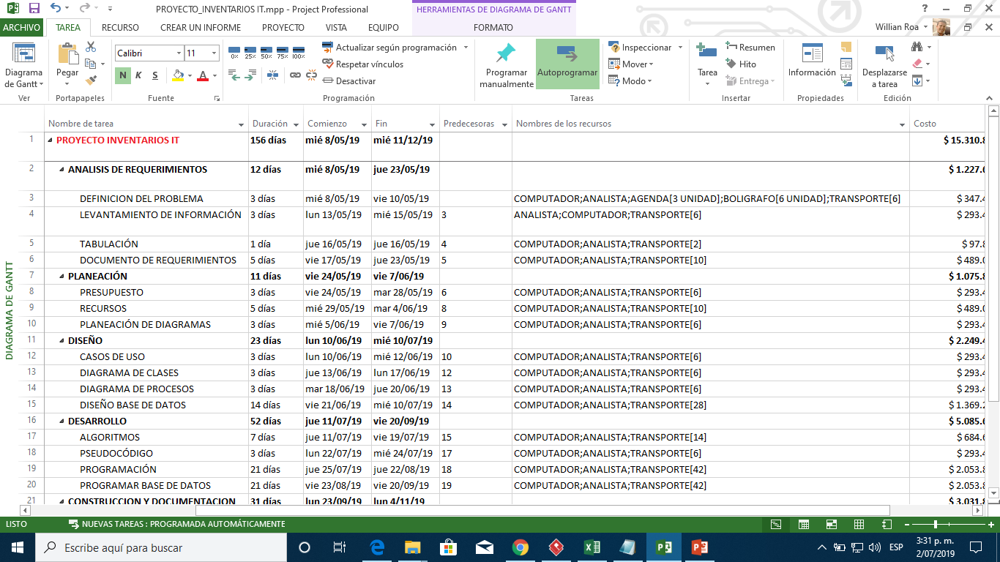 PROYECTO_INVENTARIOS IT.mpp - Project Professional
HERRAMIENTAS DE DIAGRAMA DE GANTT
ARCHIVO TAREA RECURSO CREAR UN INFORME PROYECTO VISTA EQUIPO FORMATO
Willian Roa
Diagrama de Gantt
Ver
Pegar
Portapapeles
Calibri 11
N K S A
Fuente
0% 25% 50% 75% 100%
Actualizar según programación
Respetar vínculos
Desactivar
Programación
Programar manualmente
Autoprogramar
Inspeccionar
Mover
Modo
Tareas
Tarea
Resumen
Hito
Entrega
Insertar
Información
Propiedades
Desplazarse a tarea
Edición
Nombre de tarea Duración Comienzo Fin Predecesoras Nombres de los recursos Costo
1 PROYECTO INVENTARIOS IT 156 días mié 8/05/19 mié 11/12/19 $ 15.310.8
2 ANALISIS DE REQUERIMIENTOS 12 días mié 8/05/19 jue 23/05/19 $ 1.227.0
3 DEFINICION DEL PROBLEMA 3 días mié 8/05/19 vie 10/05/19 COMPUTADOR;ANALISTA;AGENDA[3 UNIDAD];BOLIGRAFO[6 UNIDAD];TRANSPORTE[6] $ 347.4
4 LEVANTAMIENTO DE INFORMACIÓN 3 días lun 13/05/19 mié 15/05/19 3 ANALISTA;COMPUTADOR;TRANSPORTE[6] $ 293.4
5 TABULACIÓN 1 día jue 16/05/19 jue 16/05/19 4 COMPUTADOR;ANALISTA;TRANSPORTE[2] $ 97.8
6 DOCUMENTO DE REQUERIMIENTOS 5 días vie 17/05/19 jue 23/05/19 5 COMPUTADOR;ANALISTA;TRANSPORTE[10] $ 489.0
7 PLANEACIÓN 11 días vie 24/05/19 vie 7/06/19 $ 1.075.8
8 PRESUPUESTO 3 días vie 24/05/19 mar 28/05/19 6 COMPUTADOR;ANALISTA;TRANSPORTE[6] $ 293.4
9 RECURSOS 5 días mié 29/05/19 mar 4/06/19 8 COMPUTADOR;ANALISTA;TRANSPORTE[10] $ 489.0
10 PLANEACIÓN DE DIAGRAMAS 3 días mié 5/06/19 vie 7/06/19 9 COMPUTADOR;ANALISTA;TRANSPORTE[6] $ 293.4
11 DISEÑO 23 días lun 10/06/19 mié 10/07/19 $ 2.249.4
12 CASOS DE USO 3 días lun 10/06/19 mié 12/06/19 10 COMPUTADOR;ANALISTA;TRANSPORTE[6] $ 293.4
13 DIAGRAMA DE CLASES 3 días jue 13/06/19 lun 17/06/19 12 COMPUTADOR;ANALISTA;TRANSPORTE[6] $ 293.4
14 DIAGRAMA DE PROCESOS 3 días mar 18/06/19 jue 20/06/19 13 COMPUTADOR;ANALISTA;TRANSPORTE[6] $ 293.4
15 DISEÑO BASE DE DATOS 14 días vie 21/06/19 mié 10/07/19 14 COMPUTADOR;ANALISTA;TRANSPORTE[28] $ 1.369.2
16 DESARROLLO 52 días jue 11/07/19 vie 20/09/19 $ 5.085.0
17 ALGORITMOS 7 días jue 11/07/19 vie 19/07/19 15 COMPUTADOR;ANALISTA;TRANSPORTE[14] $ 684.6
18 PSEUDOCÓDIGO 3 días lun 22/07/19 mié 24/07/19 17 COMPUTADOR;ANALISTA;TRANSPORTE[6] $ 293.4
19 PROGRAMACIÓN 21 días jue 25/07/19 jue 22/08/19 18 COMPUTADOR;ANALISTA;TRANSPORTE[42] $ 2.053.8
20 PROGRAMAR BASE DE DATOS 21 días vie 23/08/19 vie 20/09/19 19 COMPUTADOR;ANALISTA;TRANSPORTE[42] $ 2.053.8
21 CONSTRUCCION Y DOCUMENTACION 31 días lun 23/09/19 lun 4/11/19 $ 3.031.8
DIAGRAMA DE GANTT
LISTO NUEVAS TAREAS : PROGRAMADA AUTOMÁTICAMENTE
Escribe aquí para buscar
ESP
3:31 p. m.
2/07/2019